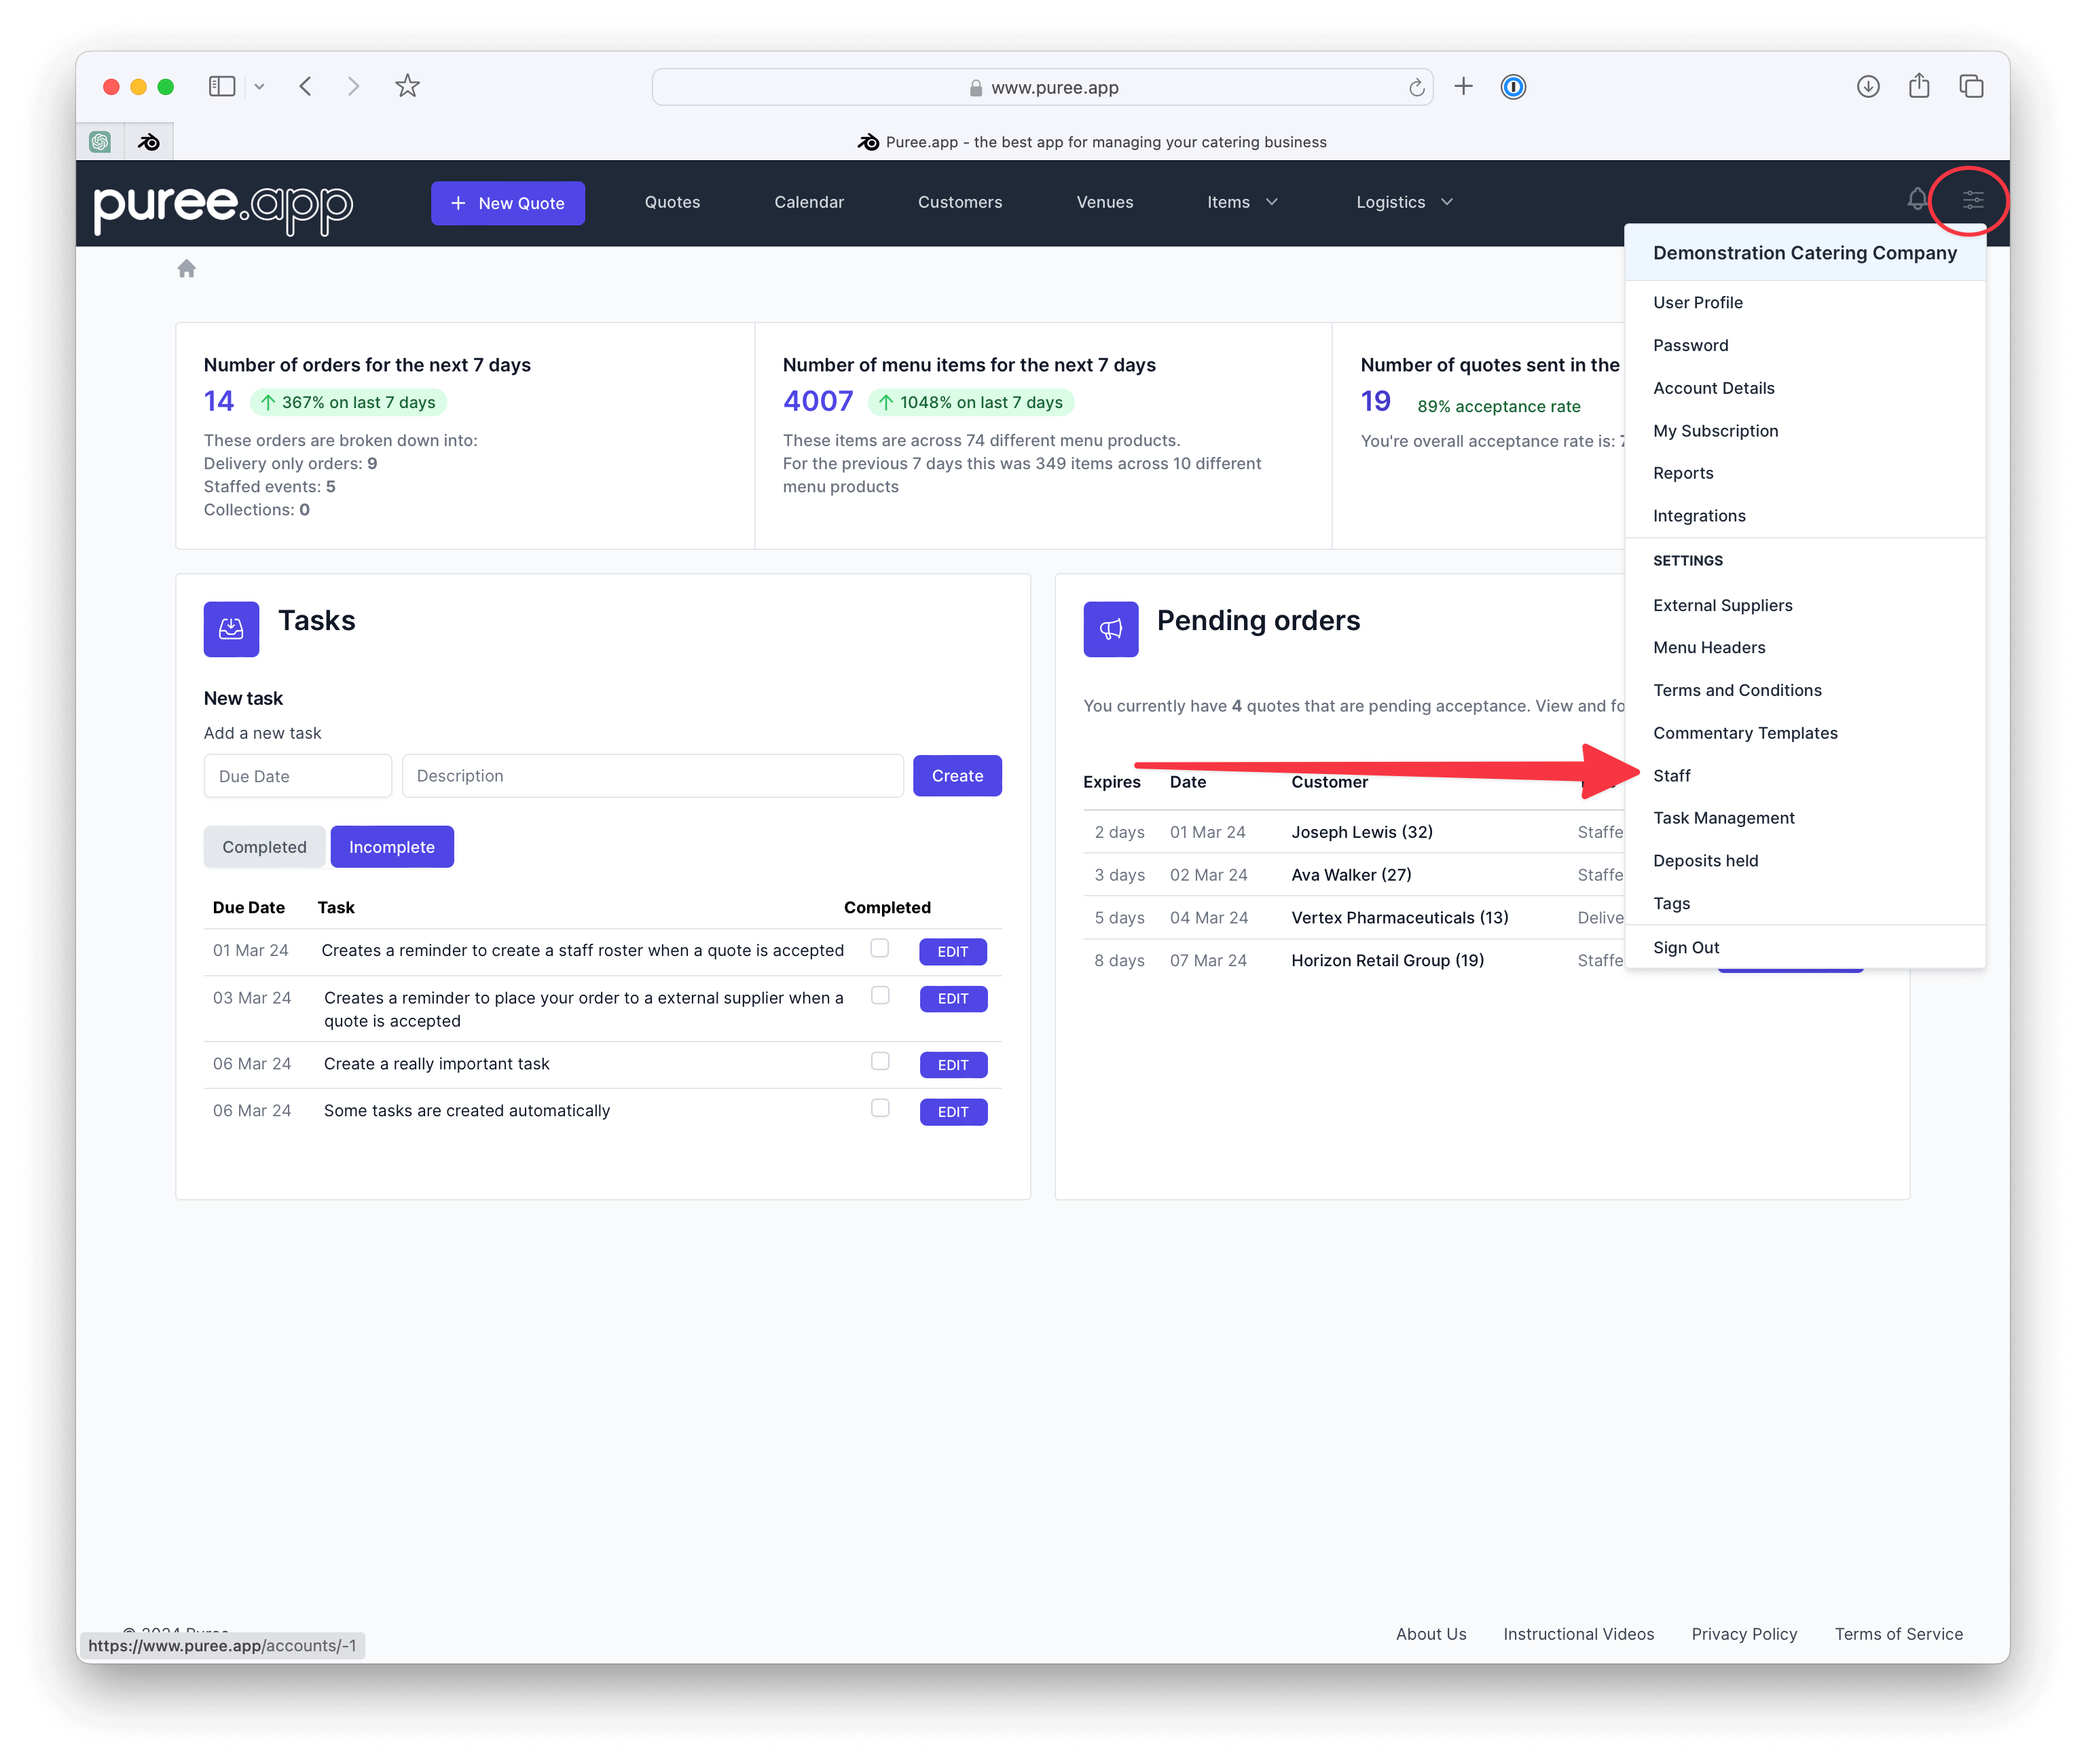 www.puree.app
Puree.app - the best app for managing your catering business
puree.app
+ New Quote
Quotes
Calendar
Customers
Venues
Items
Logistics
Demonstration Catering Company
User Profile
Password
Account Details
My Subscription
Reports
Integrations
SETTINGS
External Suppliers
Menu Headers
Terms and Conditions
Commentary Templates
Staff
Task Management
Deposits held
Tags
Sign Out
Number of orders for the next 7 days
14 ↑ 367% on last 7 days
These orders are broken down into:
Delivery only orders: 9
Staffed events: 5
Collections: 0
Number of menu items for the next 7 days
4007 ↑ 1048% on last 7 days
These items are across 74 different menu products.
For the previous 7 days this was 349 items across 10 different
menu products
Number of quotes sent in the
19 89% acceptance rate
You're overall acceptance rate is:
Tasks
New task
Add a new task
Due Date
Description
Create
Completed
Incomplete
Due Date Task Completed
01 Mar 24 Creates a reminder to create a staff roster when a quote is accepted EDIT
03 Mar 24 Creates a reminder to place your order to a external supplier when a EDIT
quote is accepted
06 Mar 24 Create a really important task EDIT
06 Mar 24 Some tasks are created automatically EDIT
Pending orders
You currently have 4 quotes that are pending acceptance. View and fo
Expires Date Customer
2 days 01 Mar 24 Joseph Lewis (32) Staffe
3 days 02 Mar 24 Ava Walker (27) Staffe
5 days 04 Mar 24 Vertex Pharmaceuticals (13) Delive
8 days 07 Mar 24 Horizon Retail Group (19) Staffe
© 2024 Puree
https://www.puree.app/accounts/-1
About Us
Instructional Videos
Privacy Policy
Terms of Service